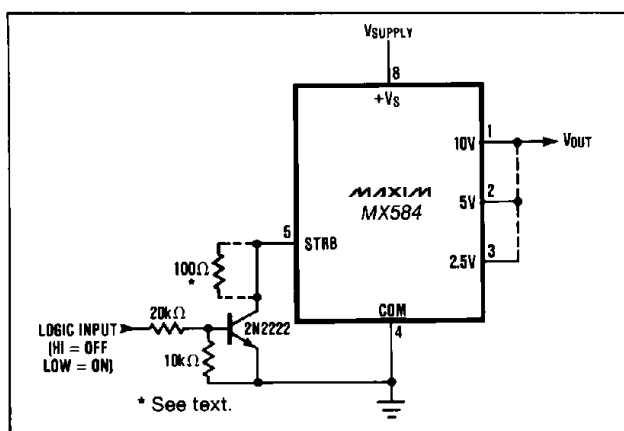 VSUPPLY
8
+VS
10V
1
VOUT
MAXIM
MX584
5V
2
5
STRB
2.5V
3
100Ω
*
COM
4
20kΩ
2N2222
LOGIC INPUT
(HI = OFF
LOW = ON)
10kΩ
* See text.